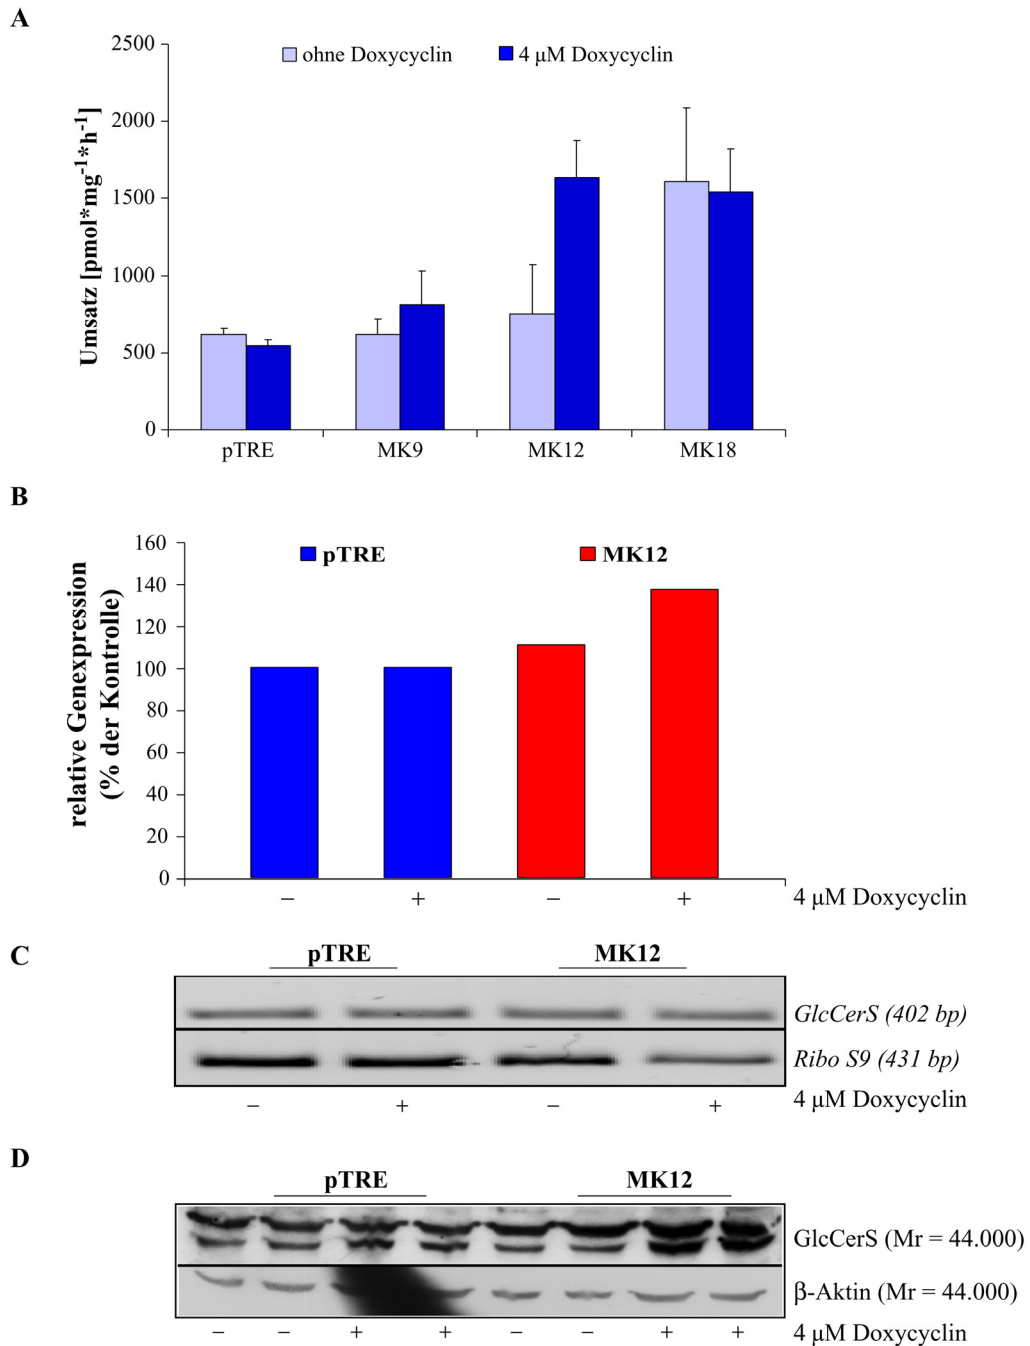 A
2500
2000
1500
1000
500
0
Umsatz [pmol*mg⁻¹*h⁻¹]
ohne Doxycyclin 4 μM Doxycyclin
pTRE MK9 MK12 MK18
B
160
140
120
100
80
60
40
20
0
relative Genexpression
(% der Kontrolle)
pTRE MK12
– + – + 4 μM Doxycyclin
C
pTRE MK12
GlcCerS (402 bp)
Ribo S9 (431 bp)
– + – + 4 μM Doxycyclin
D
pTRE MK12
GlcCerS (Mr = 44.000)
β-Aktin (Mr = 44.000)
– – + + – – + + 4 μM Doxycyclin